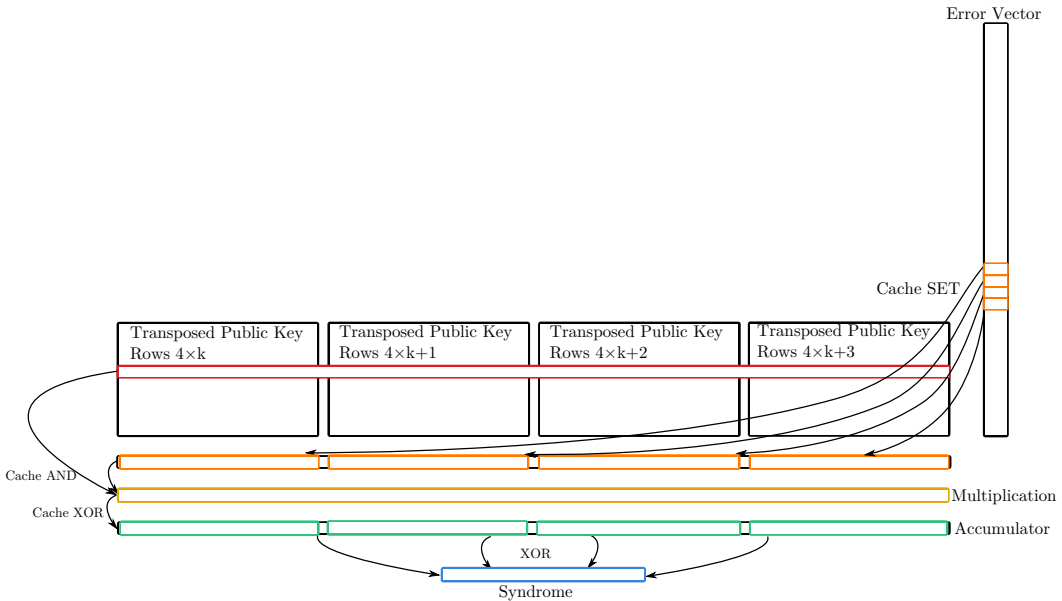 Error Vector
Cache SET
Transposed Public Key
Rows 4×k
Transposed Public Key
Rows 4×k+1
Transposed Public Key
Rows 4×k+2
Transposed Public Key
Rows 4×k+3
Cache AND
Multiplication
Cache XOR
Accumulator
XOR
Syndrome